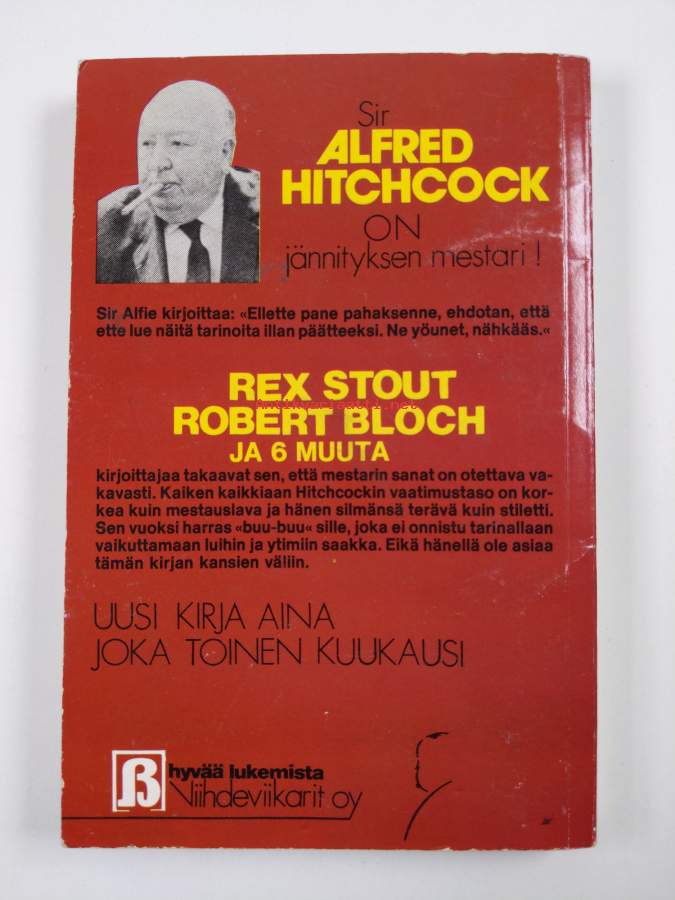 Sir
ALFRED
HITCHCOCK
ON
jännityksen mestari!
Sir Alfie kirjoittaa: «Ellette pane pahaksenne, ehdotan, että
ette lue näitä tarinoita illan päätteeksi. Ne yöunet, nähkääs.«
REX STOUT
ROBERT BLOCH
JA 6 MUUTA
kirjoittajaa takaavat sen, että mestarin sanat on otettava va-
kavasti. Kaiken kaikkiaan Hitchcockin vaatimustaso on kor-
kea kuin mestauslava ja hänen silmänsä terävä kuin stiletti.
Sen vuoksi harras «buu-buu« sille, joka ei onnistu tarinallaan
vaikuttamaan luihin ja ytimiin saakka. Eikä hänellä ole asiaa
tämän kirjan kansien väliin.
UUSI KIRJA AINA
JOKA TOINEN KUUKAUSI
hyvää lukemista
Viihdeviikarit oy